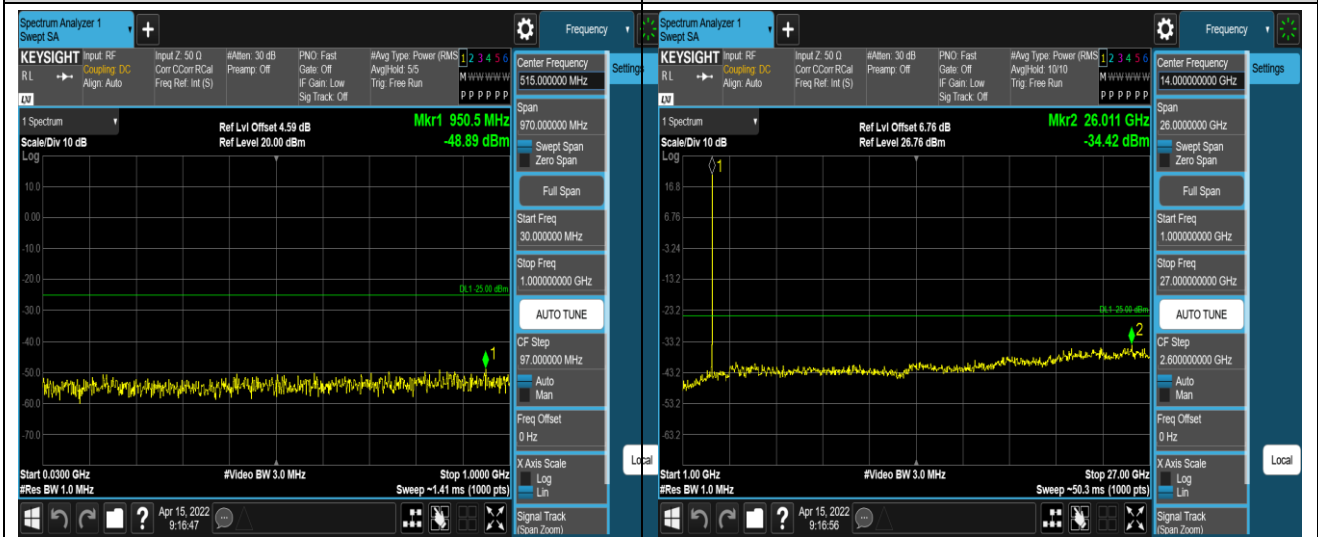 Spectrum Analyzer 1
Swept SA
+
Frequency
KEYSIGHT
RL
LXI
Input: RF
Coupling: DC
Align: Auto
Input Z: 50 Ω
Corr CCorr RCal
Freq Ref: Int (S)
#Atten: 30 dB
Preamp: Off
PNO: Fast
Gate: Off
IF Gain: Low
Sig Track: Off
#Avg Type: Power (RMS
Avg|Hold: 5/5
Trig: Free Run
1 2 3 4 5 6
M W W W W W
P P P P P P
Center Frequency
515.000000 MHz
Settings
1 Spectrum
Scale/Div 10 dB
Log
Ref Lvl Offset 4.59 dB
Ref Level 20.00 dBm
Mkr1 950.5 MHz
-48.89 dBm
Span
970.000000 MHz
Swept Span
Zero Span
Full Span
Start Freq
30.000000 MHz
Stop Freq
1.000000000 GHz
AUTO TUNE
CF Step
97.000000 MHz
Auto
Man
Freq Offset
0 Hz
X Axis Scale
Log
Lin
Local
Signal Track
(Span Zoom)
10.0
0.00
-10.0
-20.0
-30.0
-40.0
-50.0
-60.0
-70.0
DL1 -25.00 dBm
1
Start 0.0300 GHz
#Res BW 1.0 MHz
#Video BW 3.0 MHz
Stop 1.0000 GHz
Sweep ~1.41 ms (1000 pts)
?
Apr 15, 2022
9:16:47
Spectrum Analyzer 1
Swept SA
+
Frequency
KEYSIGHT
RL
LXI
Input: RF
Coupling: DC
Align: Auto
Input Z: 50 Ω
Corr CCorr RCal
Freq Ref: Int (S)
#Atten: 30 dB
Preamp: Off
PNO: Fast
Gate: Off
IF Gain: Low
Sig Track: Off
#Avg Type: Power (RMS
Avg|Hold: 10/10
Trig: Free Run
1 2 3 4 5 6
M W W W W W
P P P P P P
Center Frequency
14.000000000 GHz
Settings
1 Spectrum
Scale/Div 10 dB
Log
Ref Lvl Offset 6.76 dB
Ref Level 26.76 dBm
Mkr2 26.011 GHz
-34.42 dBm
Span
26.0000000 GHz
Swept Span
Zero Span
Full Span
Start Freq
1.000000000 GHz
Stop Freq
27.000000000 GHz
AUTO TUNE
CF Step
2.600000000 GHz
Auto
Man
Freq Offset
0 Hz
X Axis Scale
Log
Lin
Local
Signal Track
(Span Zoom)
1
16.8
6.76
-3.24
-13.2
-23.2
-33.2
-43.2
-53.2
-63.2
DL1 -25.00 dBm
2
Start 1.00 GHz
#Res BW 1.0 MHz
#Video BW 3.0 MHz
Stop 27.00 GHz
Sweep ~50.3 ms (1000 pts)
?
Apr 15, 2022
9:16:56